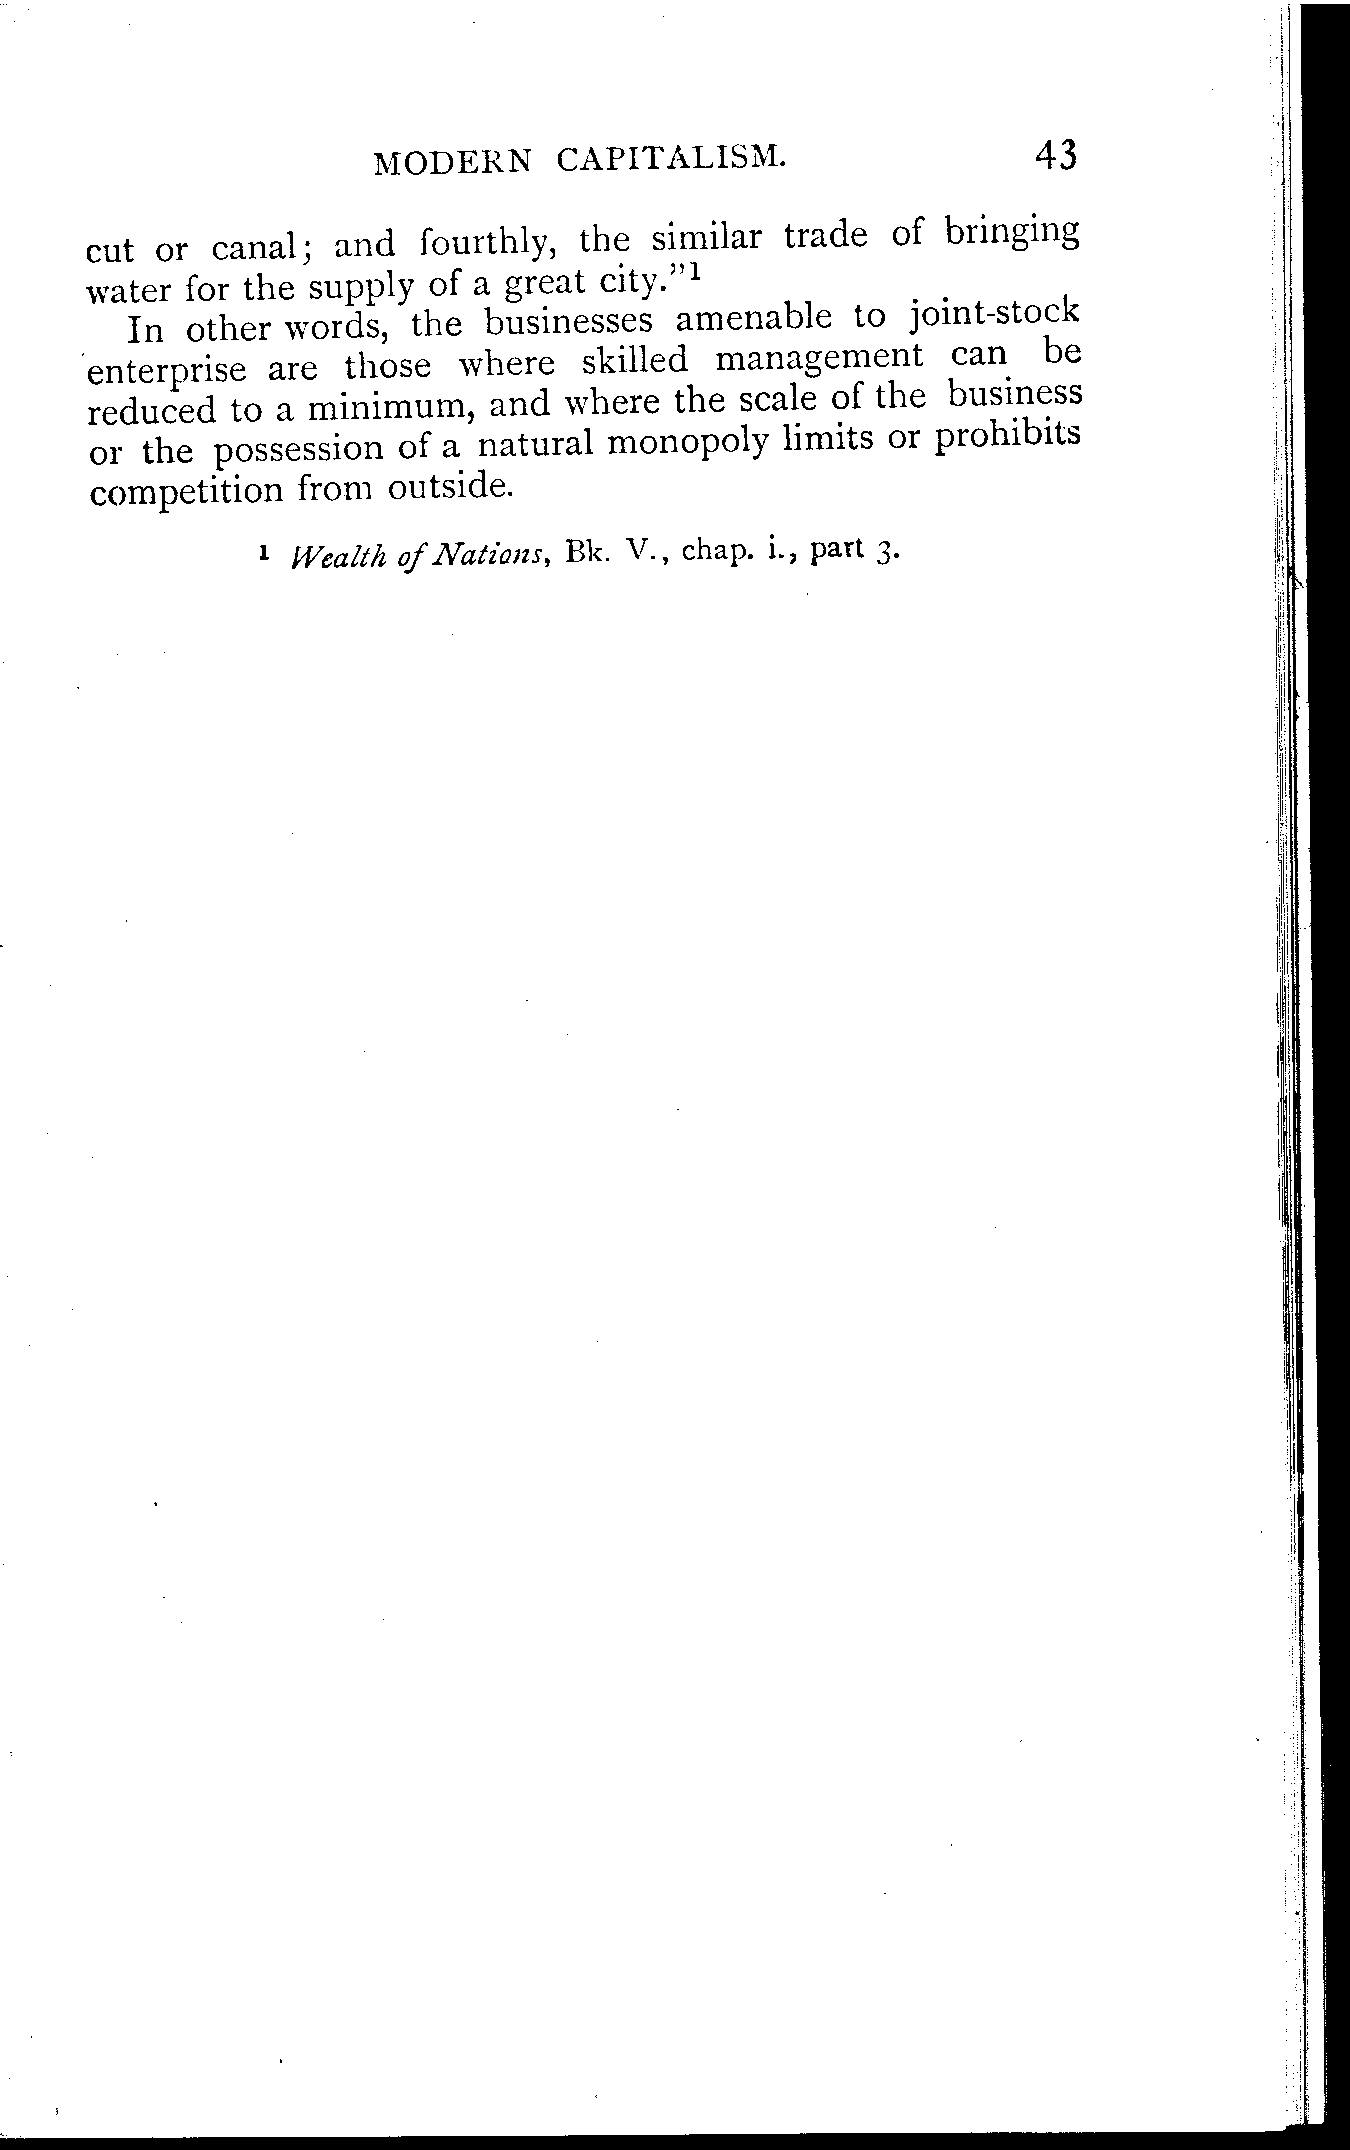 MODERN CAPITALISM. 43
cut or canal; and fourthly, the similar trade of bringing
water for the supply of a great city."1
In other words, the businesses amenable to joint-stock
enterprise are those where skilled management can be
reduced to a minimum, and where the scale of the business
or the possession of a natural monopoly limits or prohibits
competition from outside.
1 Wealth of Nations, Bk. V., chap. i., part 3.